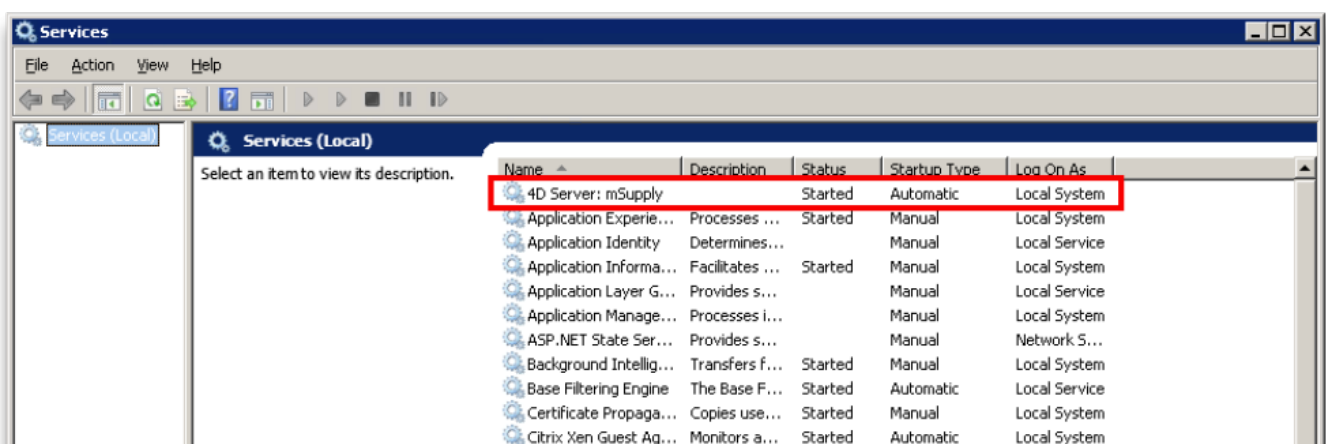 Services
File Action View Help
Services (Local)
Services (Local)
Select an item to view its description.
Name Description Status Startup Type Log On As
4D Server: mSupply Started Automatic Local System
Application Experie... Processes ... Started Manual Local System
Application Identity Determines... Manual Local Service
Application Informa... Facilitates ... Started Manual Local System
Application Layer G... Provides s... Manual Local Service
Application Manage... Processes i... Manual Local System
ASP.NET State Ser... Provides s... Manual Network S...
Background Intellig... Transfers f... Started Manual Local System
Base Filtering Engine The Base F... Started Automatic Local Service
Certificate Propaga... Copies use... Started Manual Local System
Citrix Xen Guest Ag... Monitors a... Started Automatic Local System